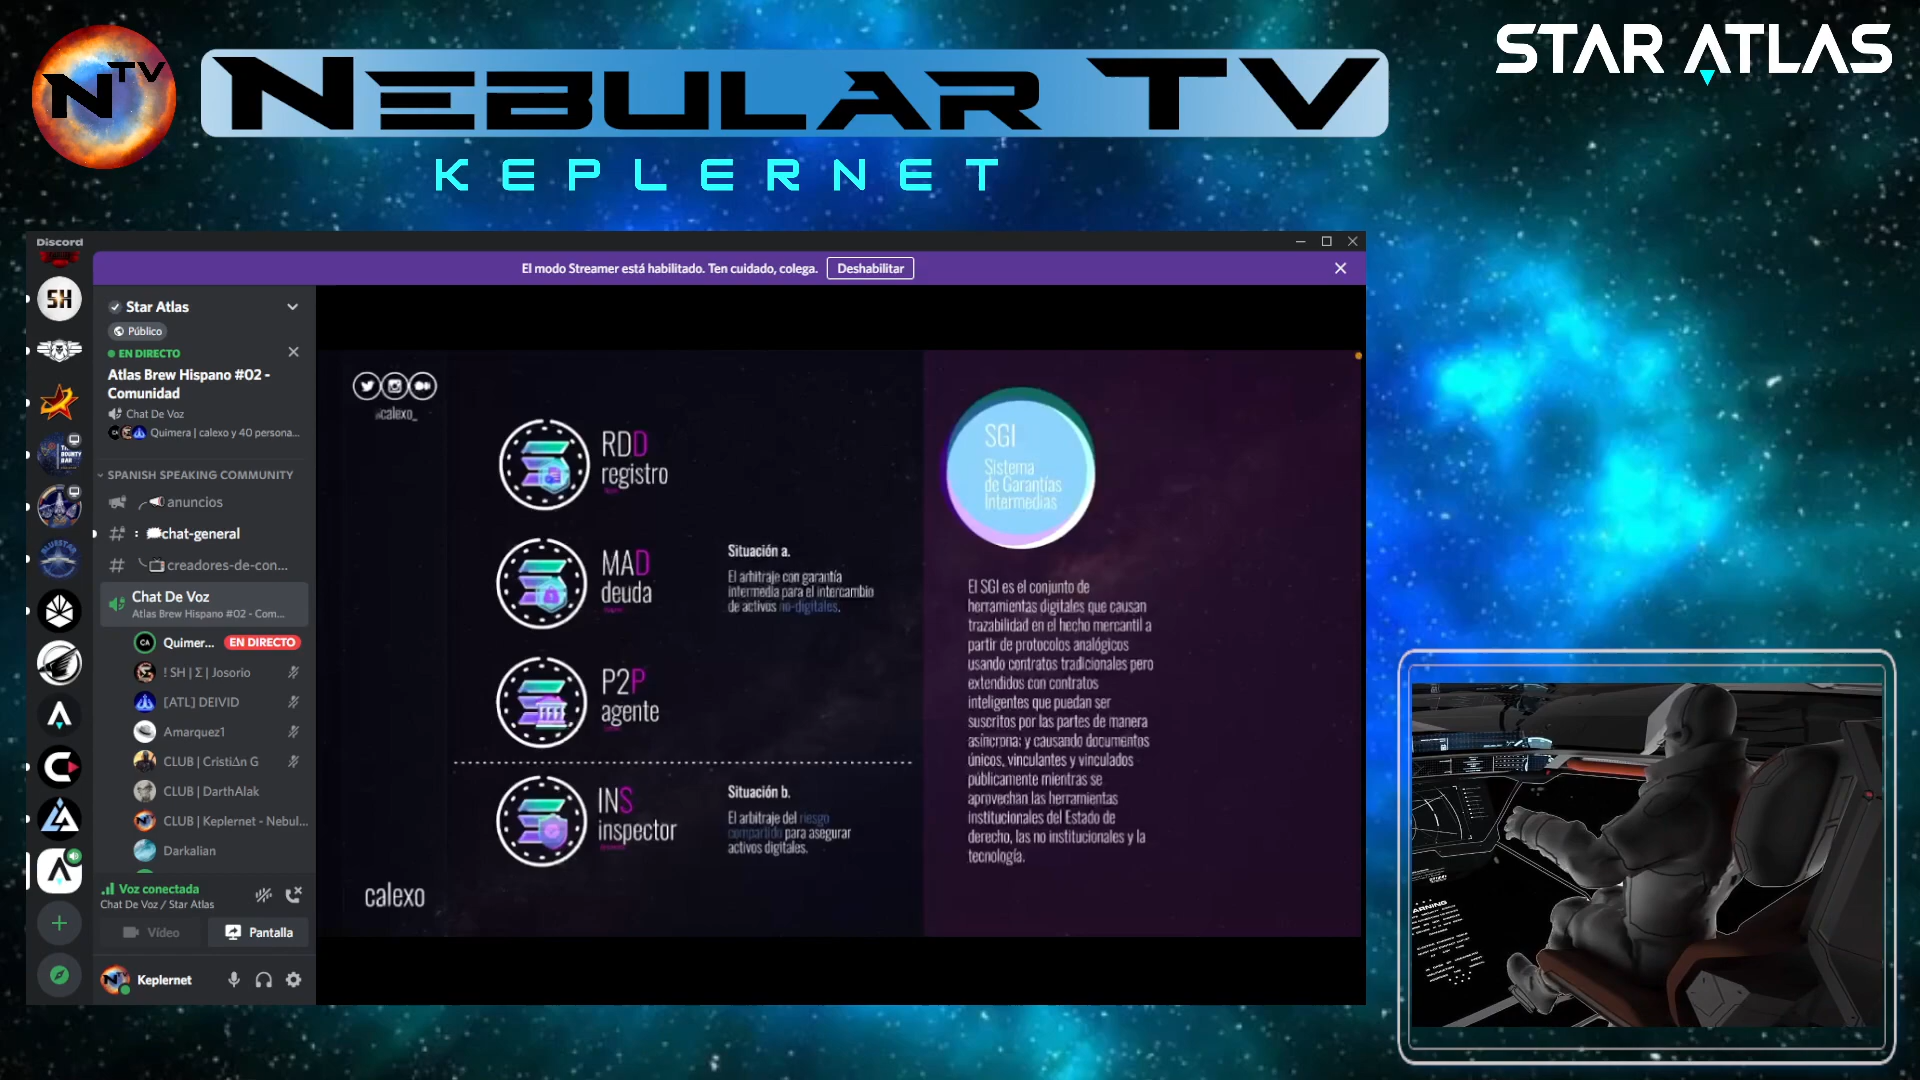 NTV
NEBULAR TV
KEPLERNET
STAR ATLAS
Discord
El modo Streamer está habilitado. Ten cuidado, colega.
Deshabilitar
SH
Star Atlas
Público
EN DIRECTO
Atlas Brew Hispano #02 -
Comunidad
Chat De Voz
Quimera | calexo y 40 persona...
SPANISH SPEAKING COMMUNITY
anuncios
chat-general
creadores-de-con...
Chat De Voz
Atlas Brew Hispano #02 - Com...
Quimer... EN DIRECTO
! SH | Σ | Josorio
[ATL] DEIVID
Amarquez1
CLUB | CristiΔn G
CLUB | DarthAlak
CLUB | Keplernet - Nebul...
Darkalian
Voz conectada
Chat De Voz / Star Atlas
Vídeo
Pantalla
Keplernet
@calexo_
RDD
registro
MAD
deuda
Situación a.
El arbitraje con garantía
intermedia para el intercambio
de activos no-digitales.
P2P
agente
INS
inspector
Situación b.
El arbitraje del riesgo
compartido para asegurar
activos digitales.
calexo
SGI
Sistema
de Garantías
Intermedias
El SGI es el conjunto de
herramientas digitales que causan
trazabilidad en el hecho mercantil a
partir de protocolos analógicos
usando contratos tradicionales pero
extendidos con contratos
inteligentes que puedan ser
suscritos por las partes de manera
asíncrona; y causando documentos
únicos, vinculantes y vinculados
públicamente mientras se
aprovechan las herramientas
institucionales del Estado de
derecho, las no institucionales y la
tecnología.